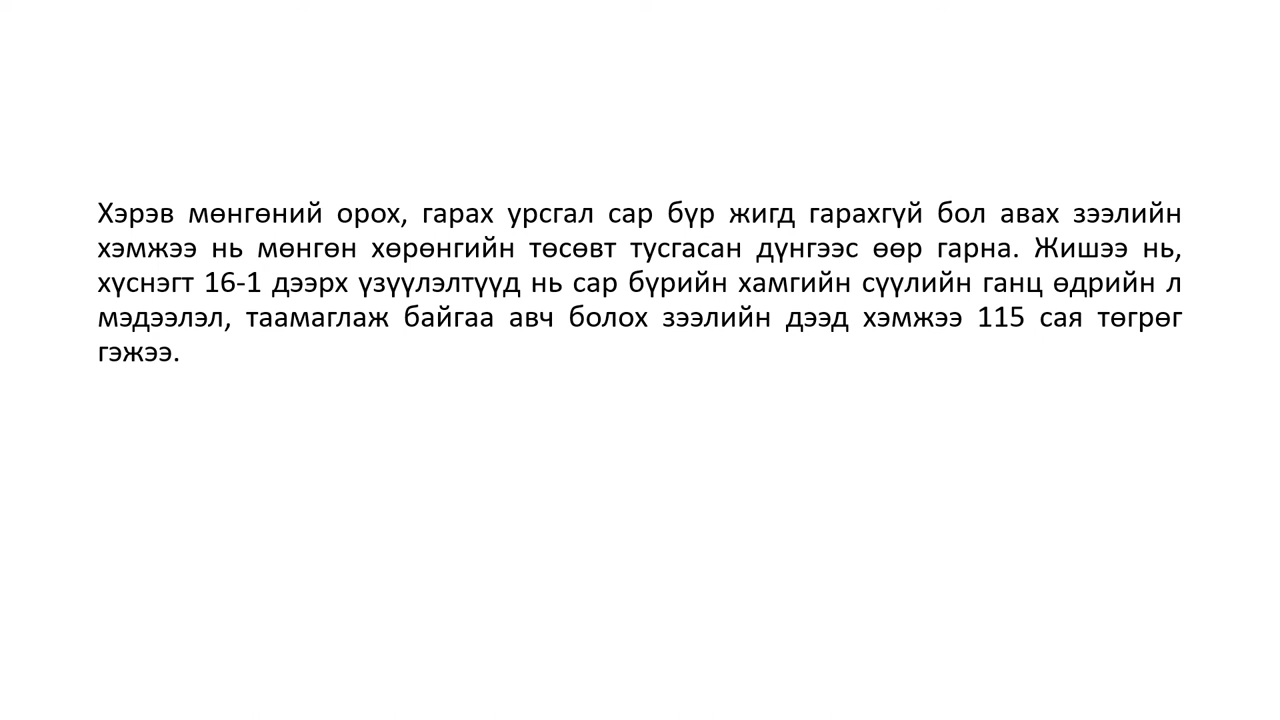 Хэрэв мөнгөний орох, гарах урсгал сар бүр жигд гарахгүй бол авах зээлийн
хэмжээ нь мөнгөн хөрөнгийн төсөвт тусгасан дүнгээс өөр гарна. Жишээ нь,
хүснэгт 16-1 дээрх үзүүлэлтүүд нь сар бүрийн хамгийн сүүлийн ганц өдрийн л
мэдээлэл, таамаглаж байгаа авч болох зээлийн дээд хэмжээ 115 сая төгрөг
гэжээ.